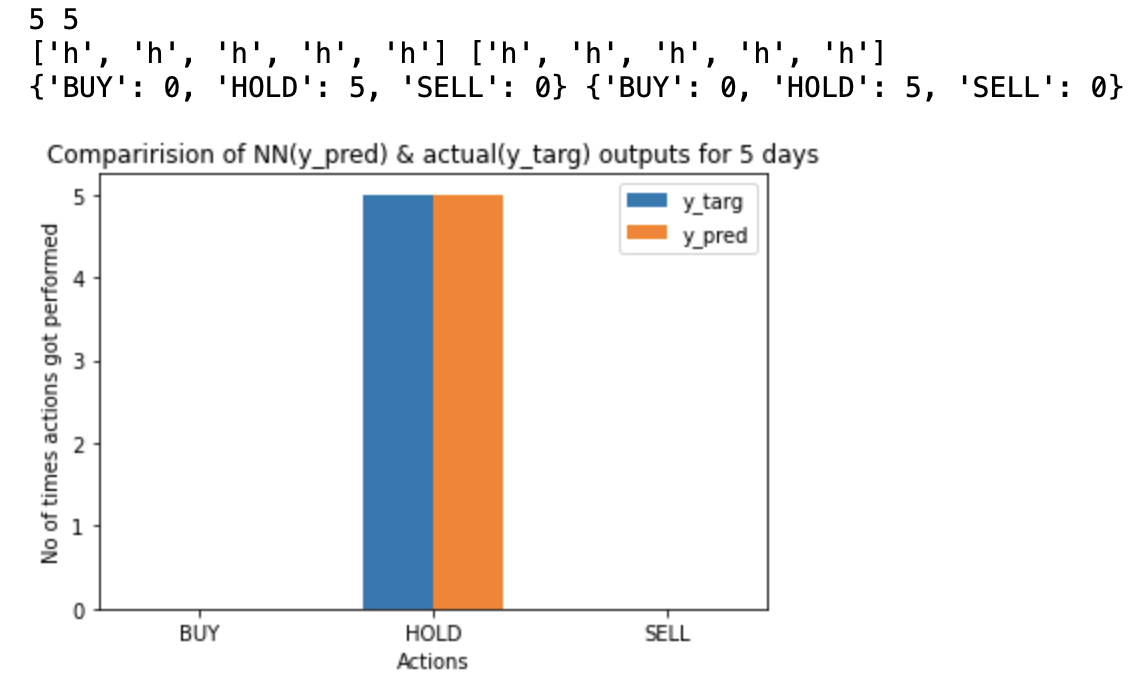 5 5
['h', 'h', 'h', 'h', 'h'] ['h', 'h', 'h', 'h', 'h']
{'BUY': 0, 'HOLD': 5, 'SELL': 0} {'BUY': 0, 'HOLD': 5, 'SELL': 0}
Comparirision of NN(y_pred) & actual(y_targ) outputs for 5 days
y_targ
y_pred
No of times actions got performed
5
4
3
2
1
0
BUY HOLD SELL
Actions